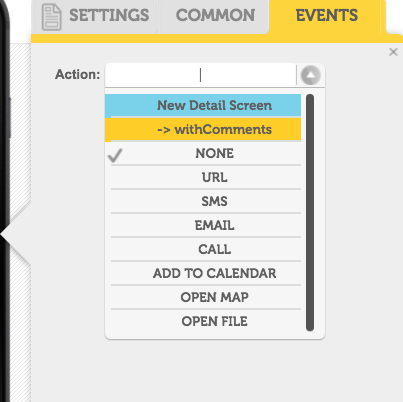 SETTINGS COMMON EVENTS
Action:
New Detail Screen
-> withComments
NONE
URL
SMS
EMAIL
CALL
ADD TO CALENDAR
OPEN MAP
OPEN FILE